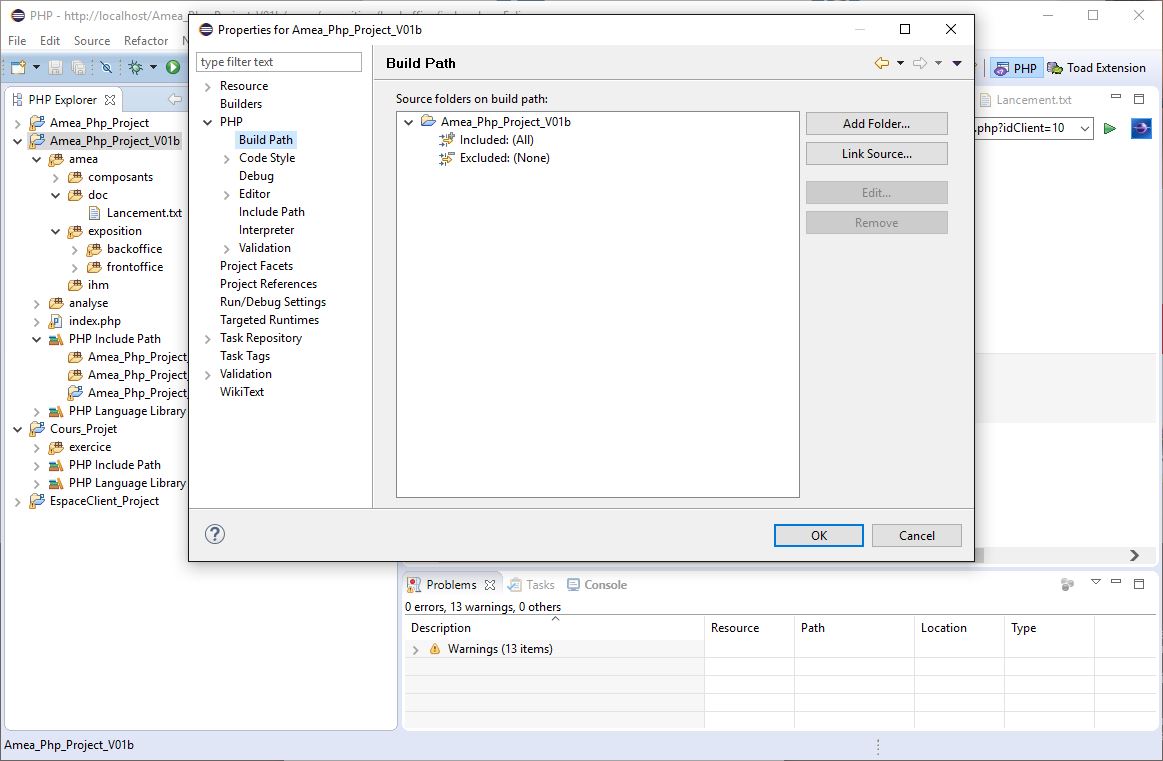 PHP - http://localhost/Amea_
Properties for Amea_Php_Project_V01b
File Edit Source Refactor
type filter text
Build Path
PHP
Toad Extension
PHP Explorer
Lancement.txt
.php?idClient=10
Amea_Php_Project
Amea_Php_Project_V01b
amea
composants
doc
Lancement.txt
exposition
backoffice
frontoffice
ihm
analyse
index.php
PHP Include Path
Amea_Php_Project
Amea_Php_Project
Amea_Php_Project
PHP Language Library
Cours_Projet
exercice
PHP Include Path
PHP Language Library
EspaceClient_Project
Resource
Builders
PHP
Build Path
Code Style
Debug
Editor
Include Path
Interpreter
Validation
Project Facets
Project References
Run/Debug Settings
Targeted Runtimes
Task Repository
Task Tags
Validation
WikiText
Source folders on build path:
Amea_Php_Project_V01b
Included: (All)
Excluded: (None)
Add Folder...
Link Source...
Edit...
Remove
?
OK
Cancel
Problems Tasks Console
0 errors, 13 warnings, 0 others
Description Resource Path Location Type
Warnings (13 items)
Amea_Php_Project_V01b